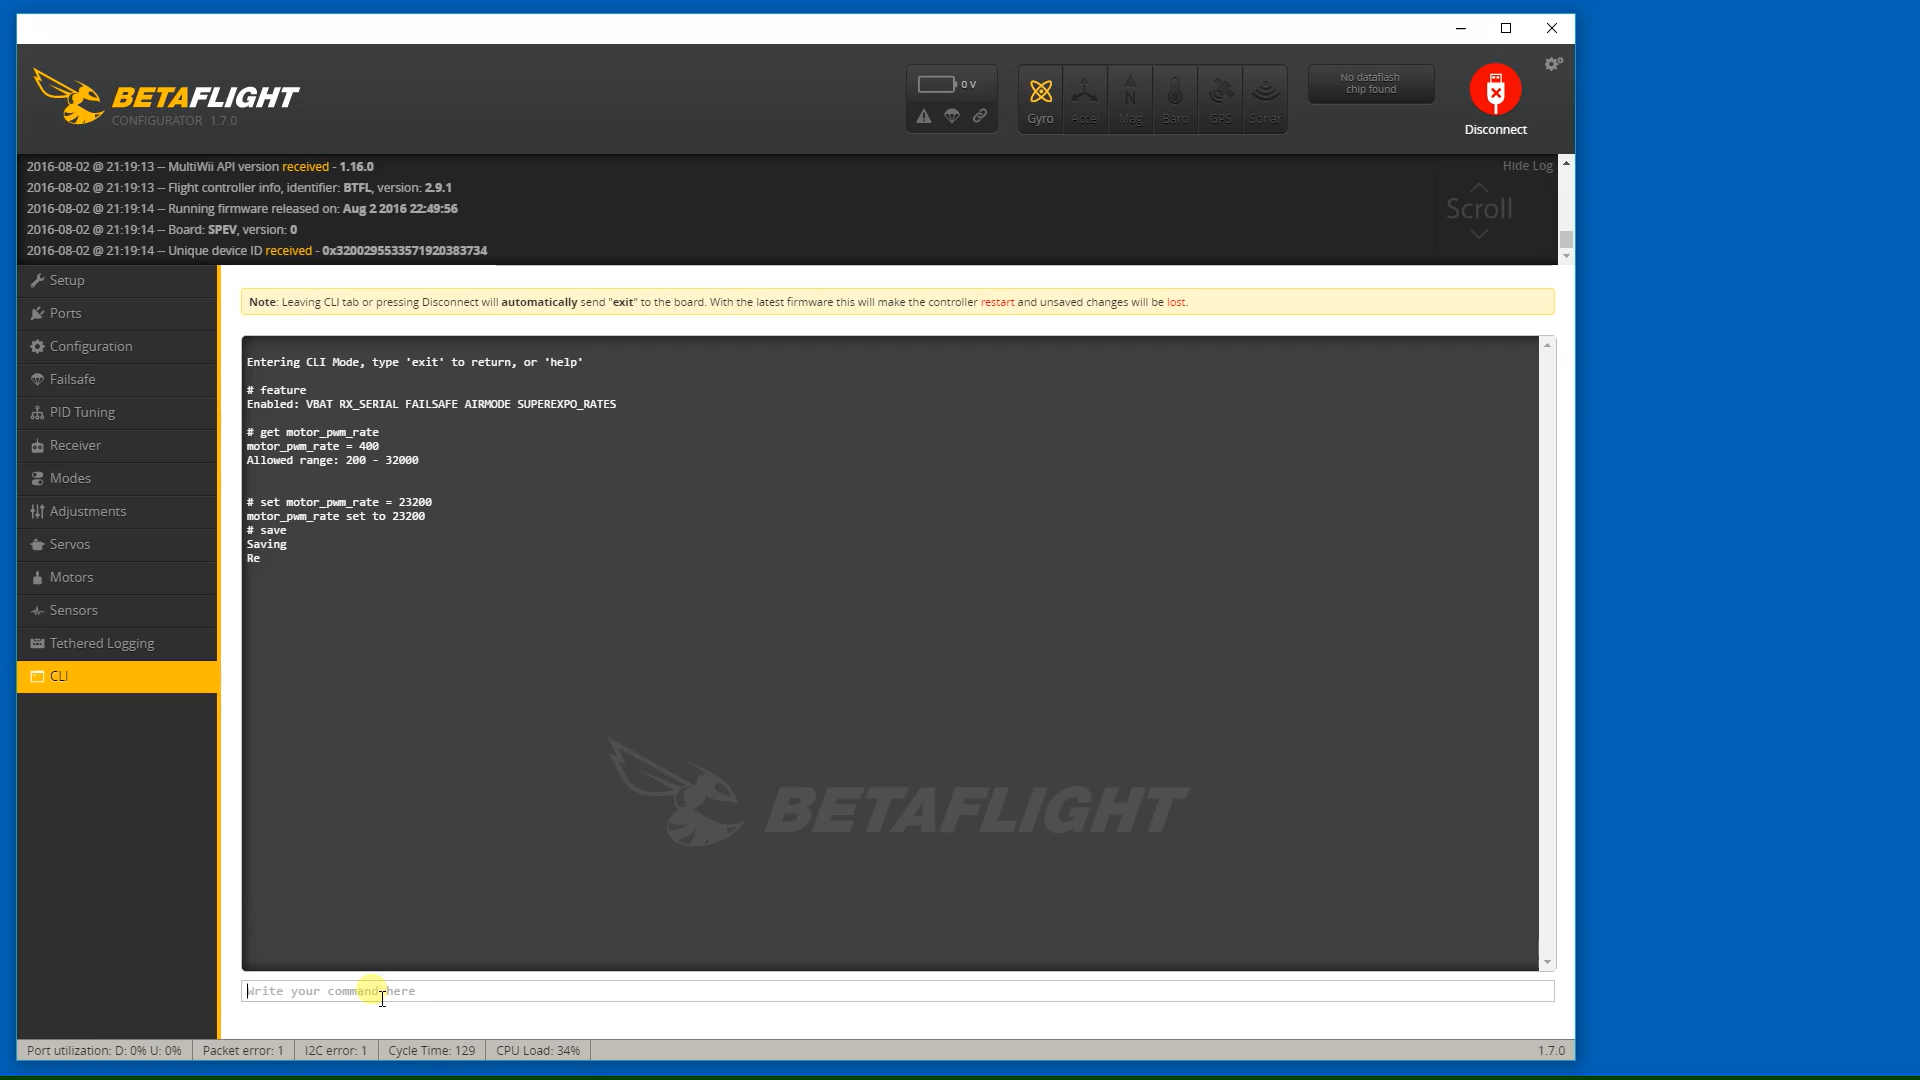 BETAFLIGHT
CONFIGURATOR 1.7.0
0 V
Gyro
Accel
N
Mag
Baro
GPS
Sonar
No dataflash
chip found
Disconnect
2016-08-02 @ 21:19:13 -- MultiWii API version received - 1.16.0
2016-08-02 @ 21:19:13 -- Flight controller info, identifier: BTFL, version: 2.9.1
2016-08-02 @ 21:19:14 -- Running firmware released on: Aug 2 2016 22:49:56
2016-08-02 @ 21:19:14 -- Board: SPEV, version: 0
2016-08-02 @ 21:19:14 -- Unique device ID received - 0x3200295533571920383734
Hide Log
Scroll
Setup
Ports
Configuration
Failsafe
PID Tuning
Receiver
Modes
Adjustments
Servos
Motors
Sensors
Tethered Logging
CLI
Note: Leaving CLI tab or pressing Disconnect will automatically send "exit" to the board. With the latest firmware this will make the controller restart and unsaved changes will be lost.
Entering CLI Mode, type 'exit' to return, or 'help'
# feature
Enabled: VBAT RX_SERIAL FAILSAFE AIRMODE SUPEREXPO_RATES
# get motor_pwm_rate
motor_pwm_rate = 400
Allowed range: 200 - 32000
# set motor_pwm_rate = 23200
motor_pwm_rate set to 23200
# save
Saving
Re
BETAFLIGHT
Write your command here
Port utilization: D: 0% U: 0%
Packet error: 1
I2C error: 1
Cycle Time: 129
CPU Load: 34%
1.7.0